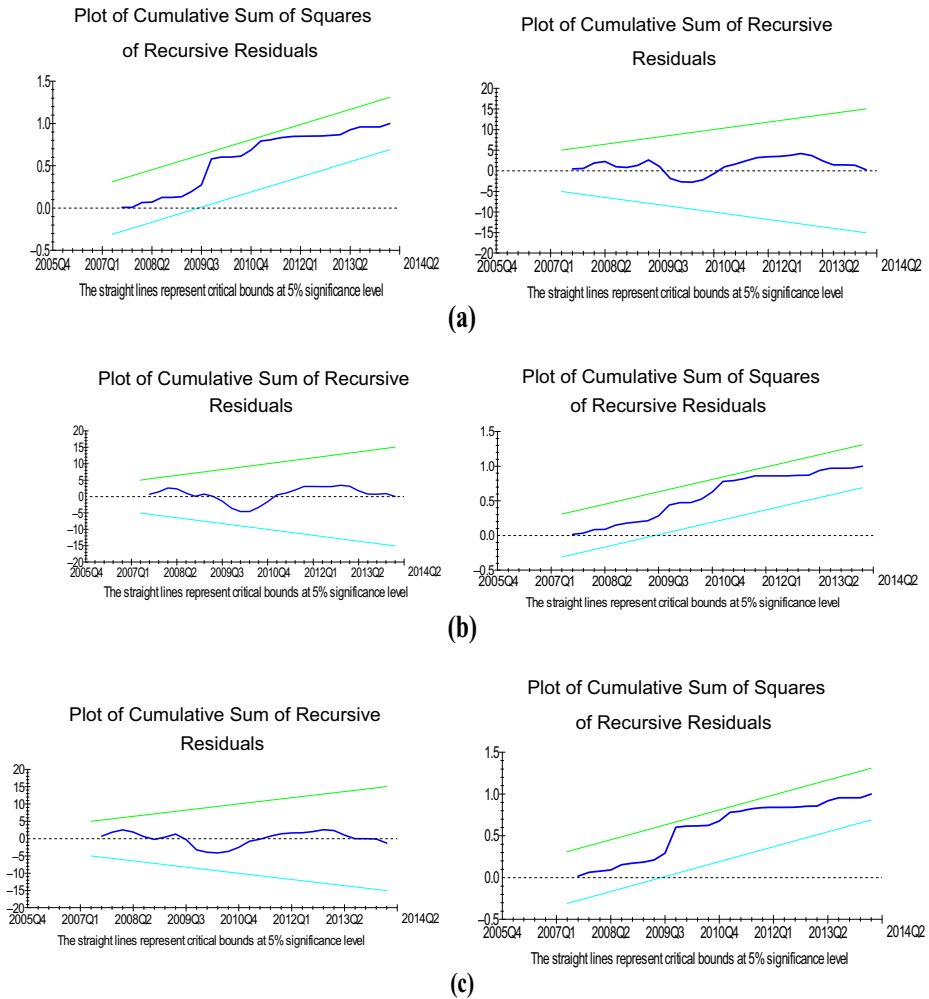 Plot of Cumulative Sum of Squares
of Recursive Residuals
1.5
1.0
0.5
0.0
–0.5
2005Q4 2007Q1 2008Q2 2009Q3 2010Q4 2012Q1 2013Q2 2014Q2
The straight lines represent critical bounds at 5% significance level
Plot of Cumulative Sum of Recursive
Residuals
20
15
10
5
0
–5
–10
–15
–20
2005Q4 2007Q1 2008Q2 2009Q3 2010Q4 2012Q1 2013Q2 2014Q2
The straight lines represent critical bounds at 5% significance level
(a)
Plot of Cumulative Sum of Recursive
Residuals
20
15
10
5
0
–5
–10
–15
–20
2005Q4 2007Q1 2008Q2 2009Q3 2010Q4 2012Q1 2013Q2 2014Q2
The straight lines represent critical bounds at 5% significance level
Plot of Cumulative Sum of Squares
of Recursive Residuals
1.5
1.0
0.5
0.0
–0.5
2005Q4 2007Q1 2008Q2 2009Q3 2010Q4 2012Q1 2013Q2 2014Q2
The straight lines represent critical bounds at 5% significance level
(b)
Plot of Cumulative Sum of Recursive
Residuals
20
15
10
5
0
–5
–10
–15
–20
2005Q4 2007Q1 2008Q2 2009Q3 2010Q4 2012Q1 2013Q2 2014Q2
The straight lines represent critical bounds at 5% significance level
Plot of Cumulative Sum of Squares
of Recursive Residuals
1.5
1.0
0.5
0.0
–0.5
2005Q4 2007Q1 2008Q2 2009Q3 2010Q4 2012Q1 2013Q2 2014Q2
The straight lines represent critical bounds at 5% significance level
(c)